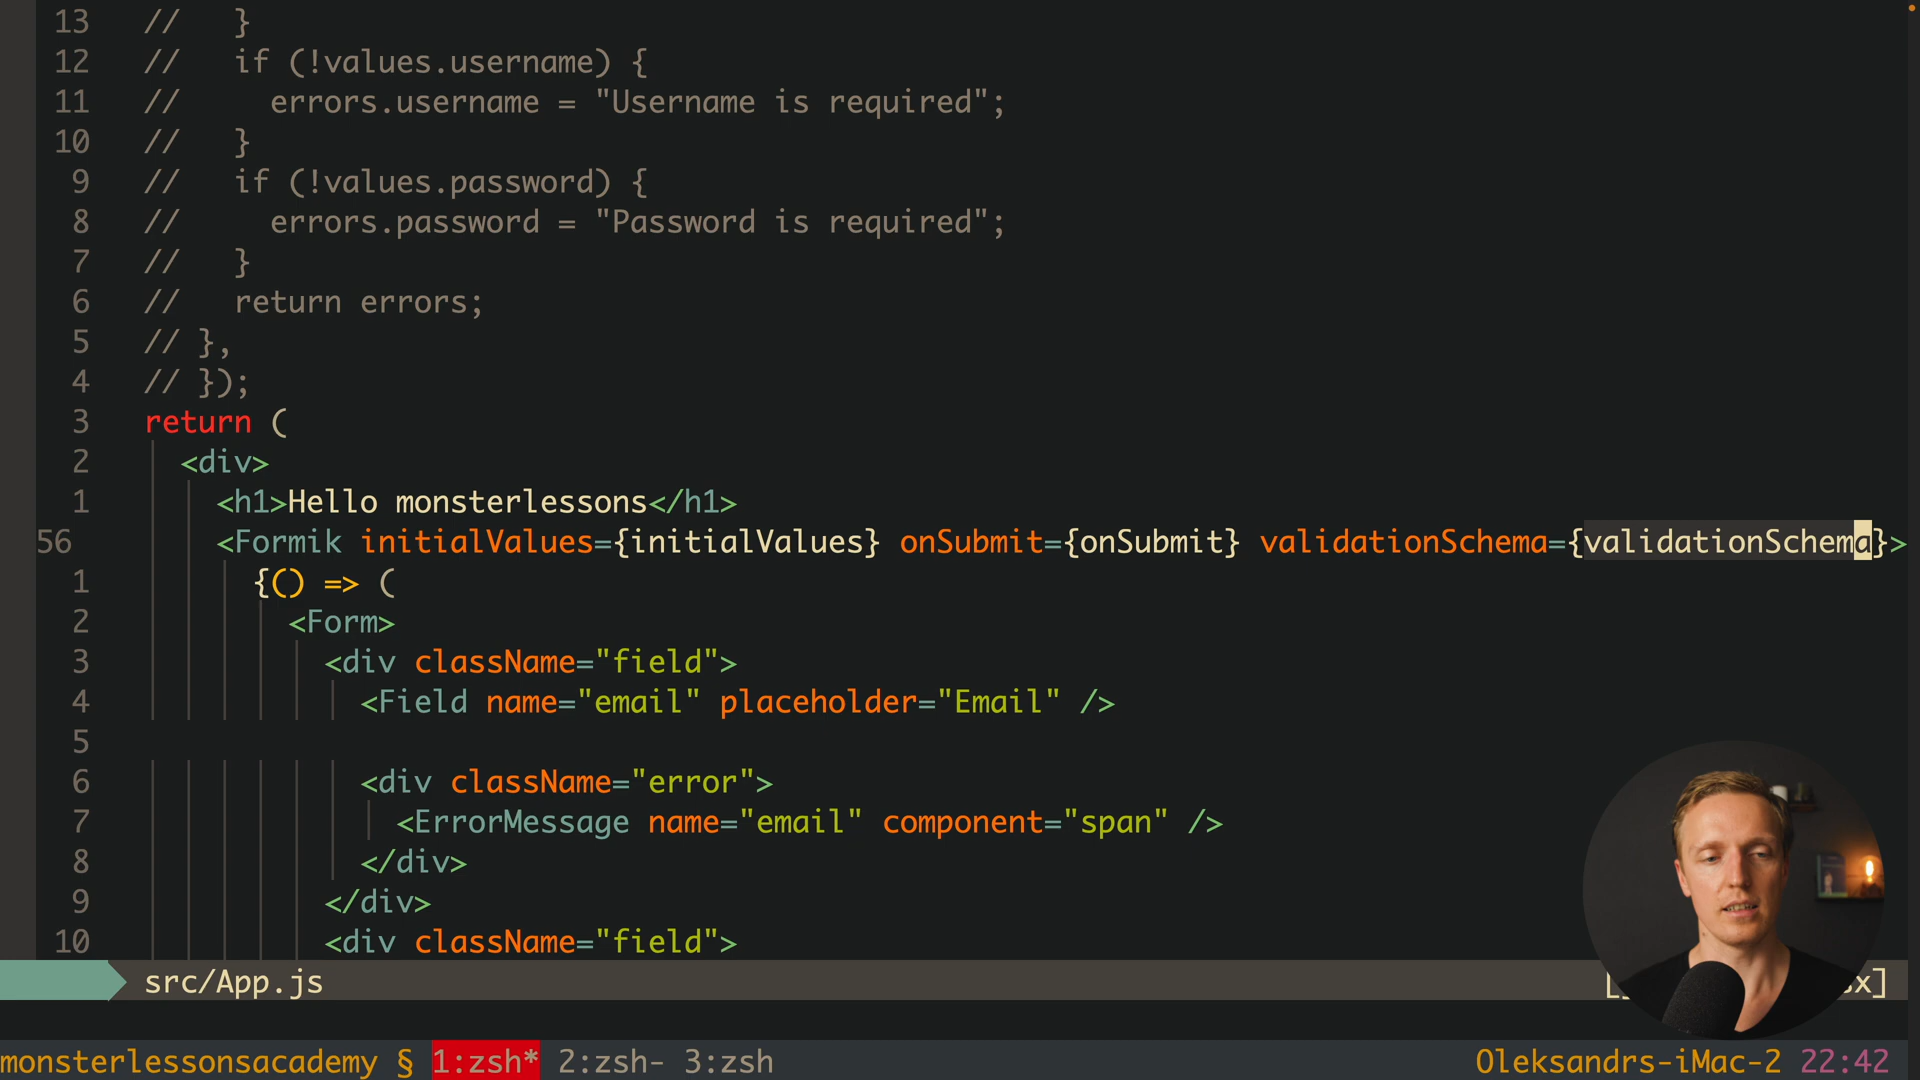 13 //   }
12 //   if (!values.username) {
11 //     errors.username = "Username is required";
10 //   }
9 //   if (!values.password) {
8 //     errors.password = "Password is required";
7 //   }
6 //   return errors;
5 // },
4 // });
3 return (
2 <div>
1 <h1>Hello monsterlessons</h1>
56 <Formik initialValues={initialValues} onSubmit={onSubmit} validationSchema={validationSchema}>
1 {() => (
2 <Form>
3 <div className="field">
4 <Field name="email" placeholder="Email" />
5
6 <div className="error">
7 <ErrorMessage name="email" component="span" />
8 </div>
9 </div>
10 <div className="field">
src/App.js
monsterlessonsacademy § 1:zsh* 2:zsh- 3:zsh Oleksandrs-iMac-2 22:42